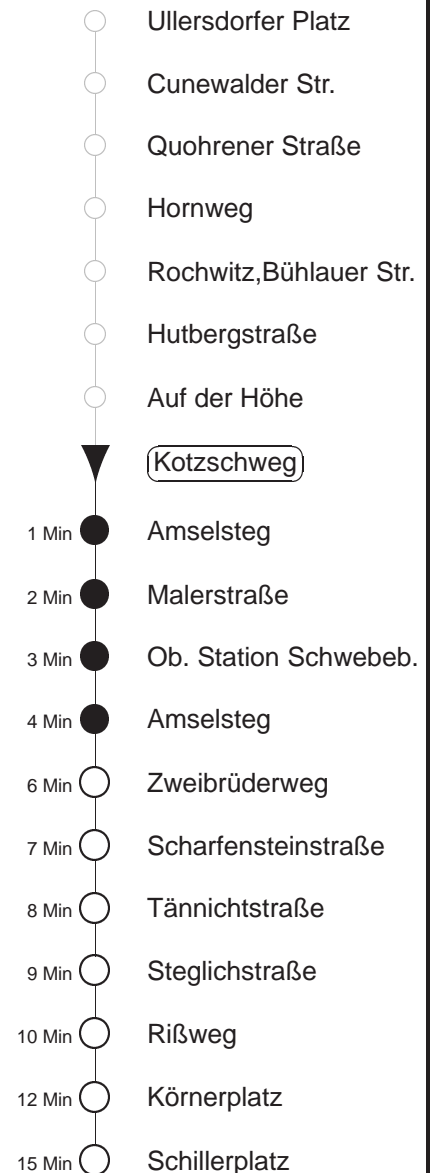 Ullersdorfer Platz
Cunewalder Str.
Quohrener Straße
Hornweg
Rochwitz,Bühlauer Str.
Hutbergstraße
Auf der Höhe
Kotzschweg
1 Min Amselsteg
2 Min Malerstraße
3 Min Ob. Station Schwebeb.
4 Min Amselsteg
6 Min Zweibrüderweg
7 Min Scharfensteinstraße
8 Min Tännichtstraße
9 Min Steglichstraße
10 Min Rißweg
12 Min Körnerplatz
15 Min Schillerplatz